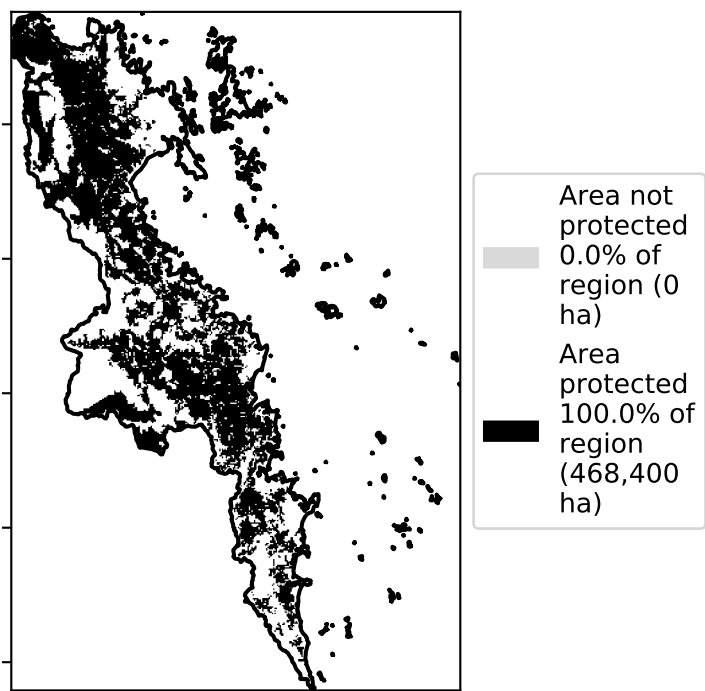 Area not
protected
0.0% of
region (0
ha)
Area
protected
100.0% of
region
(468,400
ha)